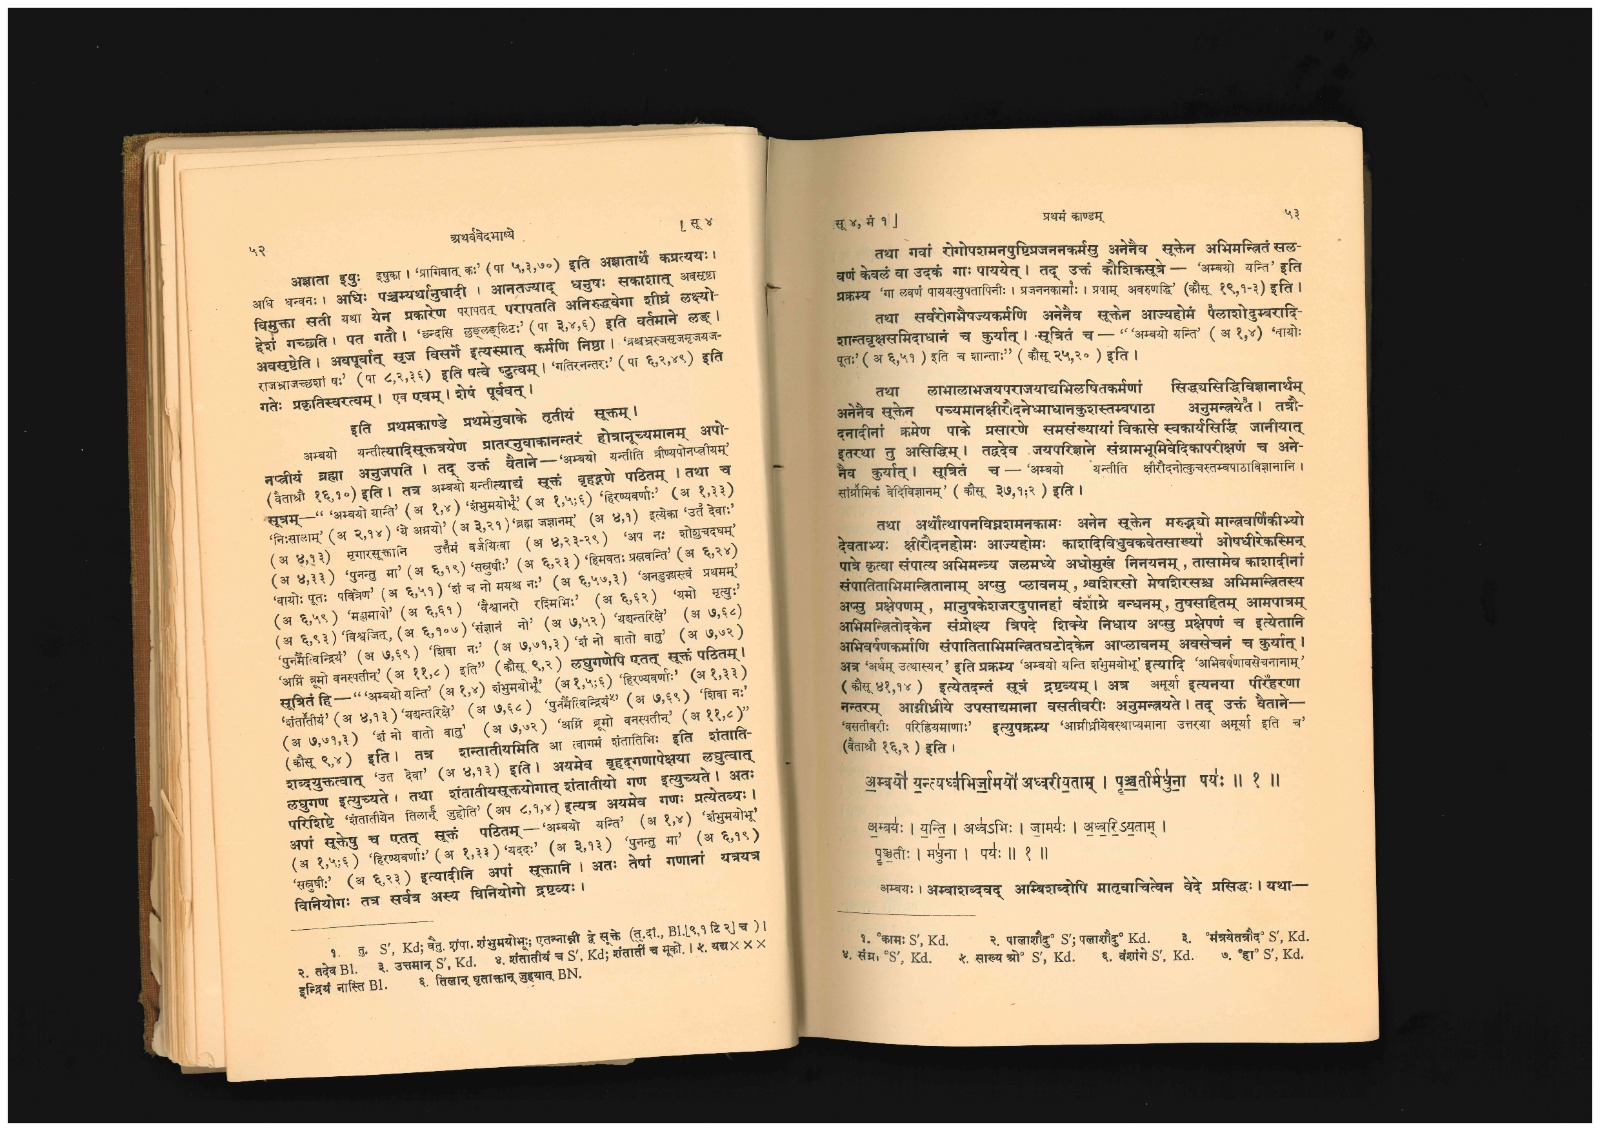 ५२
अथर्ववेदभाष्ये
[ सू ४
अज्ञाता इषुः इषुका । 'प्रागिवात् कः' (पा ५,३,७०) इति अज्ञातार्थे कप्रत्ययः ।
अधि धन्वनः । अधिः पञ्चम्यर्थानुवादी । आनतज्याद् धनुषः सकाशात् अवसृष्टा
विमुक्ता सती यथा येन प्रकारेण परापतत् परापतति अनिरुद्धवेगा शीघ्रं लक्ष्यो-
द्देशं गच्छति । पत गतौ । 'छन्दसि लुङ्लङ्लिटः' (पा ३,४,६) इति वर्तमाने लङ् ।
अवसृष्टेति । अवपूर्वात् सृज विसर्गे इत्यस्मात् कर्मणि निष्ठा । 'व्रश्चभ्रस्जसृजमृजयज-
राजभ्राजच्छशां षः' (पा ८,२,३६) इति षत्वे ष्टुत्वम् । 'गतिरनन्तरः' (पा ६,२,४९) इति
गतेः प्रकृतिस्वरत्वम् । एव एवम् । शेषं पूर्ववत् ।
इति प्रथमकाण्डे प्रथमेनुवाके तृतीयं सूक्तम् ।
अम्बयो यन्तीत्यादिसूक्तत्रयेण प्रातरनुवाकानन्तरं होत्रानूच्यमानम् अपो-
नप्त्रीयं ब्रह्मा अनुजपति । तद् उक्तं वैताने — 'अम्बयो यन्तीति त्रीण्यपोनप्त्रीयम्'
(वैताश्रौ १६,१०) इति । तत्र अम्बयो यन्तीत्याद्यं सूक्तं बृहद्गणे पठितम् । तथा च
सूत्रम् — " 'अम्बयो यन्ति' (अ १,४) 'शंभुमयोभू' (अ १,५;६) 'हिरण्यवर्णाः' (अ १,३३)
'निःसालाम्' (अ २,१४) 'ये अग्नयो' (अ ३,२१) 'ब्रह्म जज्ञानम्' (अ ४,१) इत्येका 'उत देवाः'
(अ ४,१३) मृगारसूक्तानि उत्तमं वर्जयित्वा (अ ४,२३-२९) 'अप नः शोशुचदघम्'
(अ ४,३३) 'पुनन्तु मा' (अ ६,१९) 'सस्रुषीः' (अ ६,२३) 'हिमवतः प्रस्रवन्ति' (अ ६,२४)
'वायोः पूतः पवित्रेण' (अ ६,५१) 'शं च नो मयश्च नः' (अ ६,५७,३) 'अनडुद्भ्यस्त्वं प्रथमम्'
(अ ६,५९) 'मह्यमापो' (अ ६,६१) 'वैश्वानरो रश्मिभिः' (अ ६,६२) 'यमो मृत्युः'
(अ ६,९३) 'विश्वजित्' (अ ६,१०७) 'संज्ञानं नो' (अ ७,५२) 'यद्यन्तरिक्षे' (अ ७,६८)
'पुनर्मैत्विन्द्रियं' (अ ७,६९) 'शिवा नः' (अ ७,७१,३) 'शं नो वातो वातु' (अ ७,७२)
'अग्निं ब्रूमो वनस्पतीन्' (अ ११,८) इति" (कौसू ९,२) लघुगणेपि एतत् सूक्तं पठितम् ।
सूत्रितं हि — " 'अम्बयो यन्ति' (अ १,४) शंभुमयोभू' (अ १,५;६) 'हिरण्यवर्णाः' (अ १,३३)
'शंतातीयं' (अ ४,१३) 'यद्यन्तरिक्षे' (अ ७,६८) 'पुनर्मैत्विन्द्रियं' (अ ७,६९) 'शिवा नः'
(अ ७,७१,३) 'शं नो वातो वातु' (अ ७,७२) 'अग्निं ब्रूमो वनस्पतीन्' (अ ११,८)"
(कौसू ९,४) इति । तत्र शन्तातीयमिति आ त्वागमं शंतातिभिः इति शंताति-
शब्दयुक्तत्वात् 'उत देवा' (अ ४,१३) इति । अयमेव बृहद्गणापेक्षया लघुत्वात्
लघुगण इत्युच्यते । तथा शंतातीयसूक्तयोगात् शंतातीयो गण इत्युच्यते । अतः
परिशिष्टे 'शंतातीयेन तिलाञ् जुहोति' (अप ८,१,४) इत्यत्र अयमेव गणः प्रत्येतव्यः ।
अपां सूक्तेषु च एतत् सूक्तं पठितम् — 'अम्बयो यन्ति' (अ १,४) 'शंभुमयोभू'
(अ १,५;६) 'हिरण्यवर्णाः' (अ १,३३) 'यददः' (अ ३,१३) 'पुनन्तु मा' (अ ६,१९)
'सस्रुषीः' (अ ६,२३) इत्यादीनि अपां सूक्तानि । अतः तेषां गणानां यत्रयत्र
विनियोगः तत्र सर्वत्र अस्य विनियोगो द्रष्टव्यः ।
१. तु. S', Kd; वैतु. शंपा. शंभुमयोभूः; एतन्नाम्नी द्वे सूक्ते (तु.दां., Bl.[९,१ टि २] च ) ।
२. तदेव Bl. ३. उत्तमान् S', Kd. ४. शंतातीयं च S', Kd; शंतातीं च मूको. । ५. यद्य×××
इन्द्रियं नास्ति Bl. ६. तिलान् घृताक्तान् जुहुयात् BN.
सू ४, मं १ ]
प्रथमं काण्डम्
५३
तथा गवां रोगोपशमनपुष्टिप्रजननकर्मसु अनेनैव सूक्तेन अभिमन्त्रितं सल-
वणं केवलं वा उदकं गाः पाययेत् । तद् उक्तं कौशिकसूत्रे — 'अम्बयो यन्ति' इति
प्रक्रम्य 'गा लवणं पाययत्युपतापिनीः । प्रजननकामाः । प्रपाम् अवरुणद्धि' (कौसू १९,१-३) इति ।
तथा सर्वरोगभैषज्यकर्मणि अनेनैव सूक्तेन आज्यहोमं पैलाशोदुम्बरादि-
शान्तवृक्षसमिदाधानं च कुर्यात् । सूत्रितं च — " 'अम्बयो यन्ति' (अ १,४) 'वायोः
पूतः' (अ ६,५१) इति च शान्ताः" (कौसू २५,२०) इति ।
तथा लाभालाभजयपराजयाद्यभिलषितकर्मणां सिद्ध्यसिद्धिविज्ञानार्थम्
अनेनैव सूक्तेन पच्यमानक्षीरौदनेध्माधानकुशस्तम्बपाठा अनुमन्त्रयेत । तत्रौ-
दनादीनां क्रमेण पाके प्रसारणे समसंख्यायां विकासे स्वकार्यसिद्धिं जानीयात्
इतरथा तु असिद्धिम् । तद्वदेव जयपरिज्ञाने संग्रामभूमिवेदिकापरीक्षणं च अने-
नैव कुर्यात् । सूत्रितं च — 'अम्बयो यन्तीति क्षीरौदनोत्कुचस्तम्बपाठाविज्ञानानि ।
सांग्रामिकं वेदिविज्ञानम्' (कौसू ३७,१;२) इति ।
तथा अर्थोत्थापनविघ्नशमनकामः अनेन सूक्तेन मरुद्भ्यो मान्त्रवर्णिकीभ्यो
देवताभ्यः क्षीरौदनहोमः आज्यहोमः काशदिविधुवकवेतसाख्यां ओषधीरेकस्मिन्
पात्रे कृत्वा संपात्य अभिमन्त्र्य जलमध्ये अधोमुखं निनयनम्, तासामेव काशादीनां
संपातिताभिमन्त्रितानाम् अप्सु प्लावनम्, श्वशिरसो मेषशिरसश्च अभिमन्त्रितस्य
अप्सु प्रक्षेपणम्, मानुषकेशजरदुपानहां वंशाग्रे बन्धनम्, तुषसहितम् आमपात्रम्
अभिमन्त्रितोदकेन संप्रोक्ष्य त्रिपदे शिक्ये निधाय अप्सु प्रक्षेपणं च इत्येतानि
अभिवर्षणकर्माणि संपातिताभिमन्त्रितघटोदकेन आप्लावनम् अवसेचनं च कुर्यात् ।
अत्र 'अर्थम् उत्थास्यन्' इति प्रक्रम्य 'अम्बयो यन्ति शंभुमयोभू' इत्यादि 'अभिवर्षणावसेचनानाम्'
(कौसू ४१,१४) इत्येतदन्तं सूत्रं द्रष्टव्यम् । अत्र अमूर्या इत्यनया परिहरणा
नन्तरम् आग्नीध्रीये उपसाद्यमाना वसतीवरीः अनुमन्त्रयते । तद् उक्तं वैताने —
'वसतीवरीः परिह्रियमाणाः' इत्युपक्रम्य 'आग्नीध्रीयेवस्थाप्यमाना उत्तरया अमूर्या इति च'
(वैताश्रौ १६,२) इति ।
अ॒म्बयो॑ य॒न्त्यध्व॑भिर्जा॒मयो॑ अध्वरीय॒ताम् । पृ॒ञ्च॒तीर्मधु॑ना॒ पयः॑ ॥ १ ॥
अ॒म्बयः॑ । य॒न्ति॒ । अध्व॑ऽभिः । जा॒मयः॑ । अ॒ध्व॒रि॒ऽय॒ताम् ।
पृ॒ञ्च॒तीः । मधु॑ना । पयः॑ ॥ १ ॥
अम्बयः । अम्बाशब्दवद् अम्बिशब्दोपि मातृवाचित्वेन वेदे प्रसिद्धः । यथा—
१. °कामः S', Kd. २. पालाशौदु° S'; पलाशौदु° Kd. ३. °मंत्रयेतत्रौद° S', Kd.
४. संग्रा° S', Kd. ५. साख्य ओ° S', Kd. ६. वंशांगे S', Kd. ७. °हा° S', Kd.